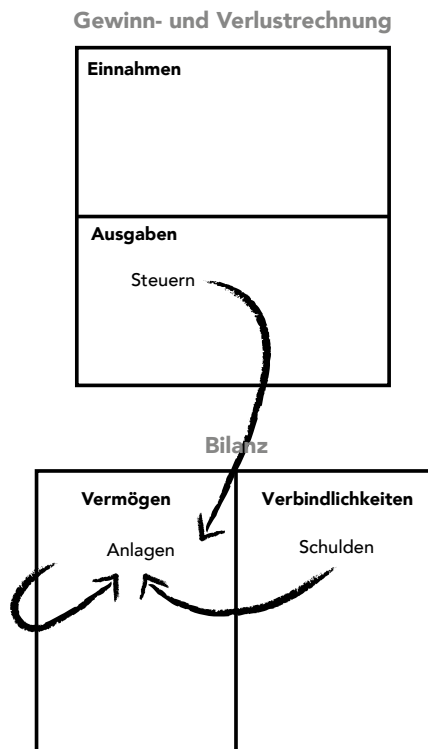 Gewinn- und Verlustrechnung
Einnahmen
Ausgaben
Steuern
Bilanz
Vermögen
Verbindlichkeiten
Anlagen
Schulden